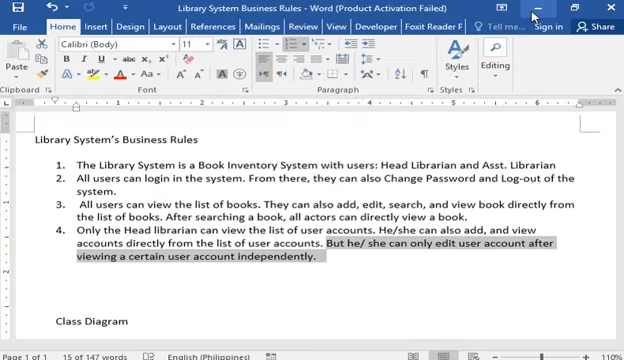 Library System Business Rules - Word (Product Activation Failed)
File Home Insert Design Layout References Mailings Review View Developer Foxit Reader P Tell me... Sign in Share
Calibri (Body) 11
Paste
Styles
Editing
Clipboard Font Paragraph Styles
1 2 3 4 5 6
Library System's Business Rules
1. The Library System is a Book Inventory System with users: Head Librarian and Asst. Librarian
2. All users can login in the system. From there, they can also Change Password and Log-out of the
system.
3. All users can view the list of books. They can also add, edit, search, and view book directly from
the list of books. After searching a book, all actors can directly view a book.
4. Only the Head librarian can view the list of user accounts. He/she can also add, and view
accounts directly from the list of user accounts. But he/ she can only edit user account after
viewing a certain user account independently.
Class Diagram
Page 1 of 1 15 of 147 words English (Philippines) 110%